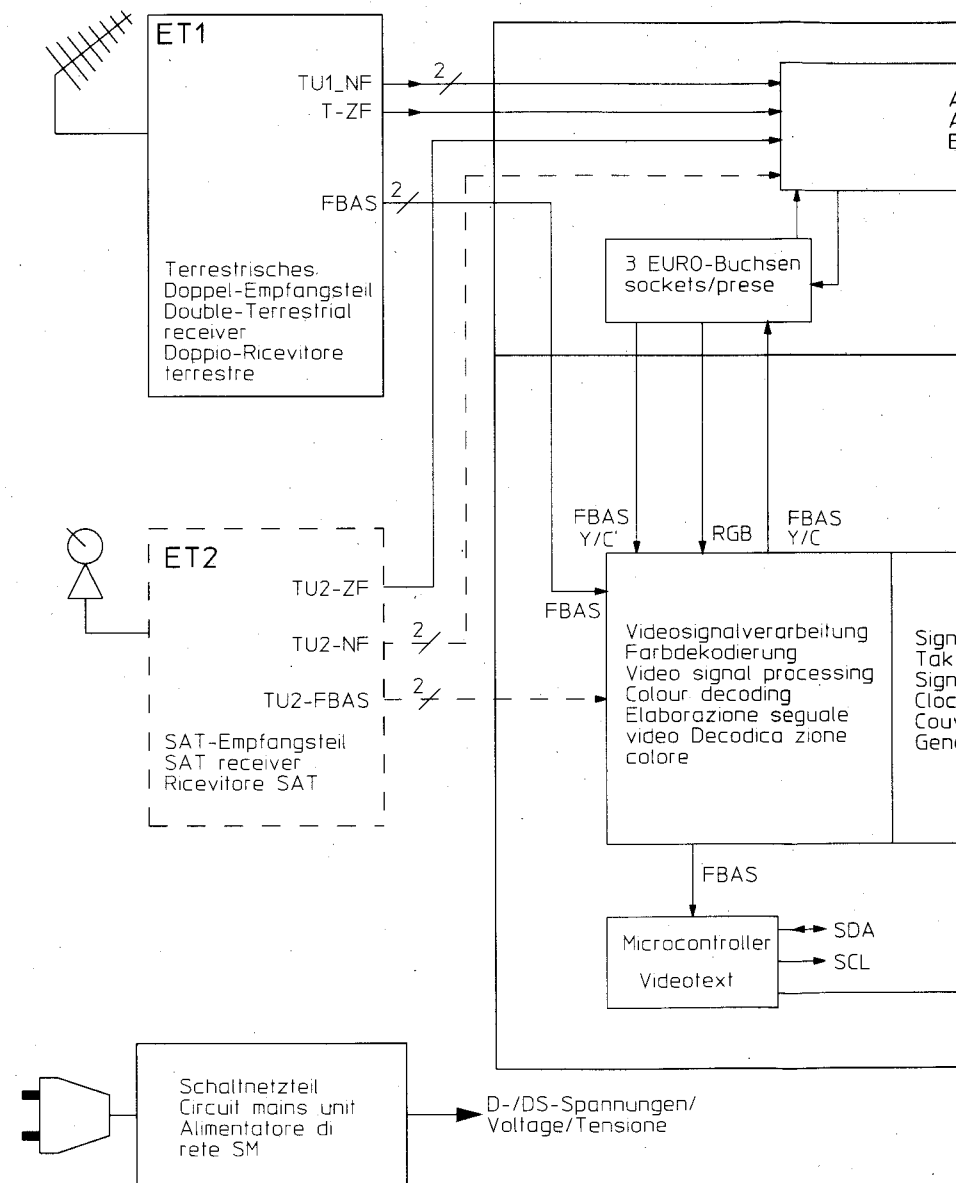 ET1
TU1_NF
2
T-ZF
FBAS
2
Terrestrisches
Doppel-Empfangsteil
Double-Terrestrial
receiver
Doppio-Ricevitore
terrestre
3 EURO-Buchsen
sockets/prese
FBAS
Y/C
RGB
FBAS
Y/C
ET2
TU2-ZF
TU2-NF
2
TU2-FBAS
2
SAT-Empfangsteil
SAT receiver
Ricevitore SAT
FBAS
Videosignalverarbeitung
Farbdekodierung
Video signal processing
Colour decoding
Elaborazione seguale
video Decodica zione
colore
FBAS
Microcontroller
Videotext
SDA
SCL
Schaltnetzteil
Circuit mains unit
Alimentatore di
rete SM
D-/DS-Spannungen/
Voltage/Tensione